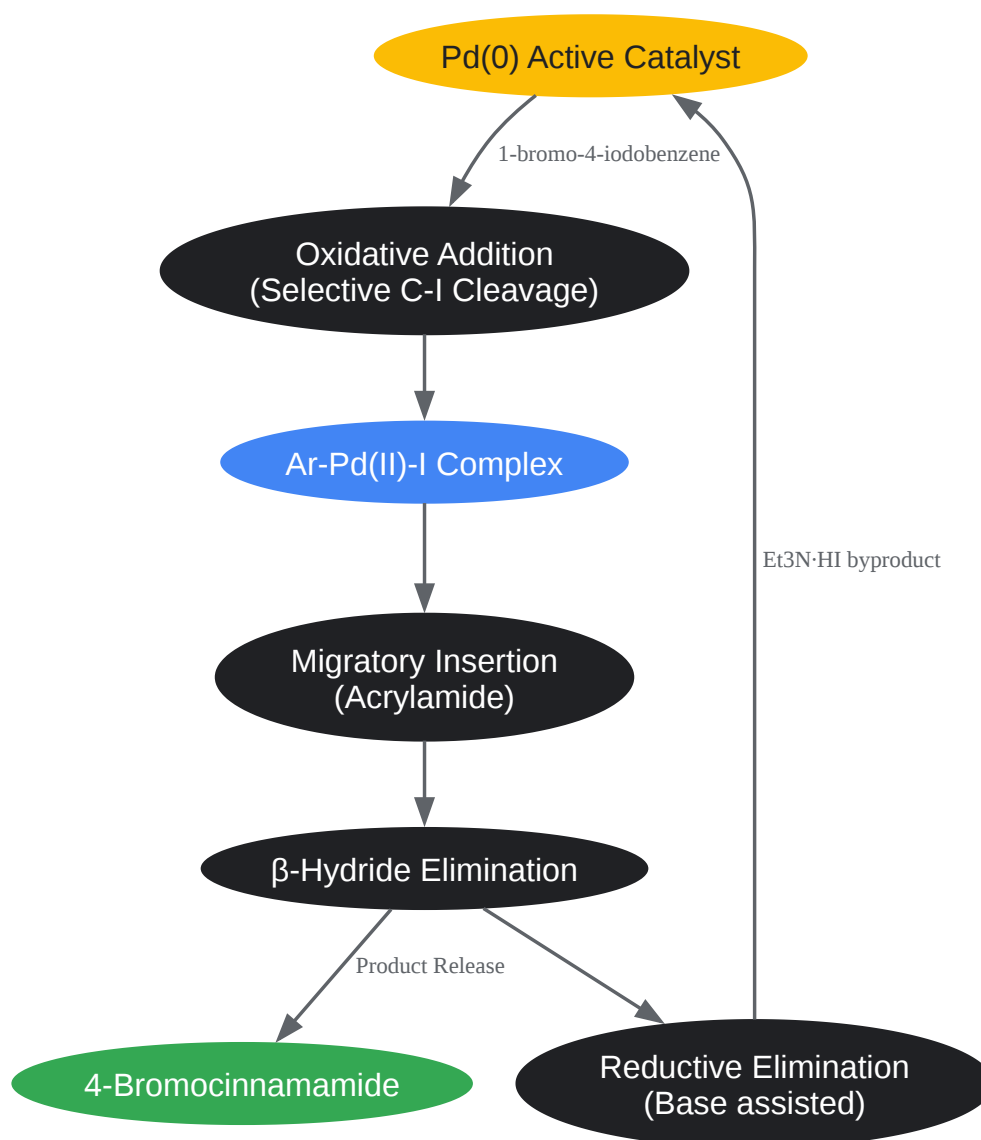 Pd(0) Active Catalyst
1-bromo-4-iodobenzene
Oxidative Addition
(Selective C-I Cleavage)
Ar-Pd(II)-I Complex
Et3N·HI byproduct
Migratory Insertion
(Acrylamide)
β-Hydride Elimination
Product Release
4-Bromocinnamamide
Reductive Elimination
(Base assisted)